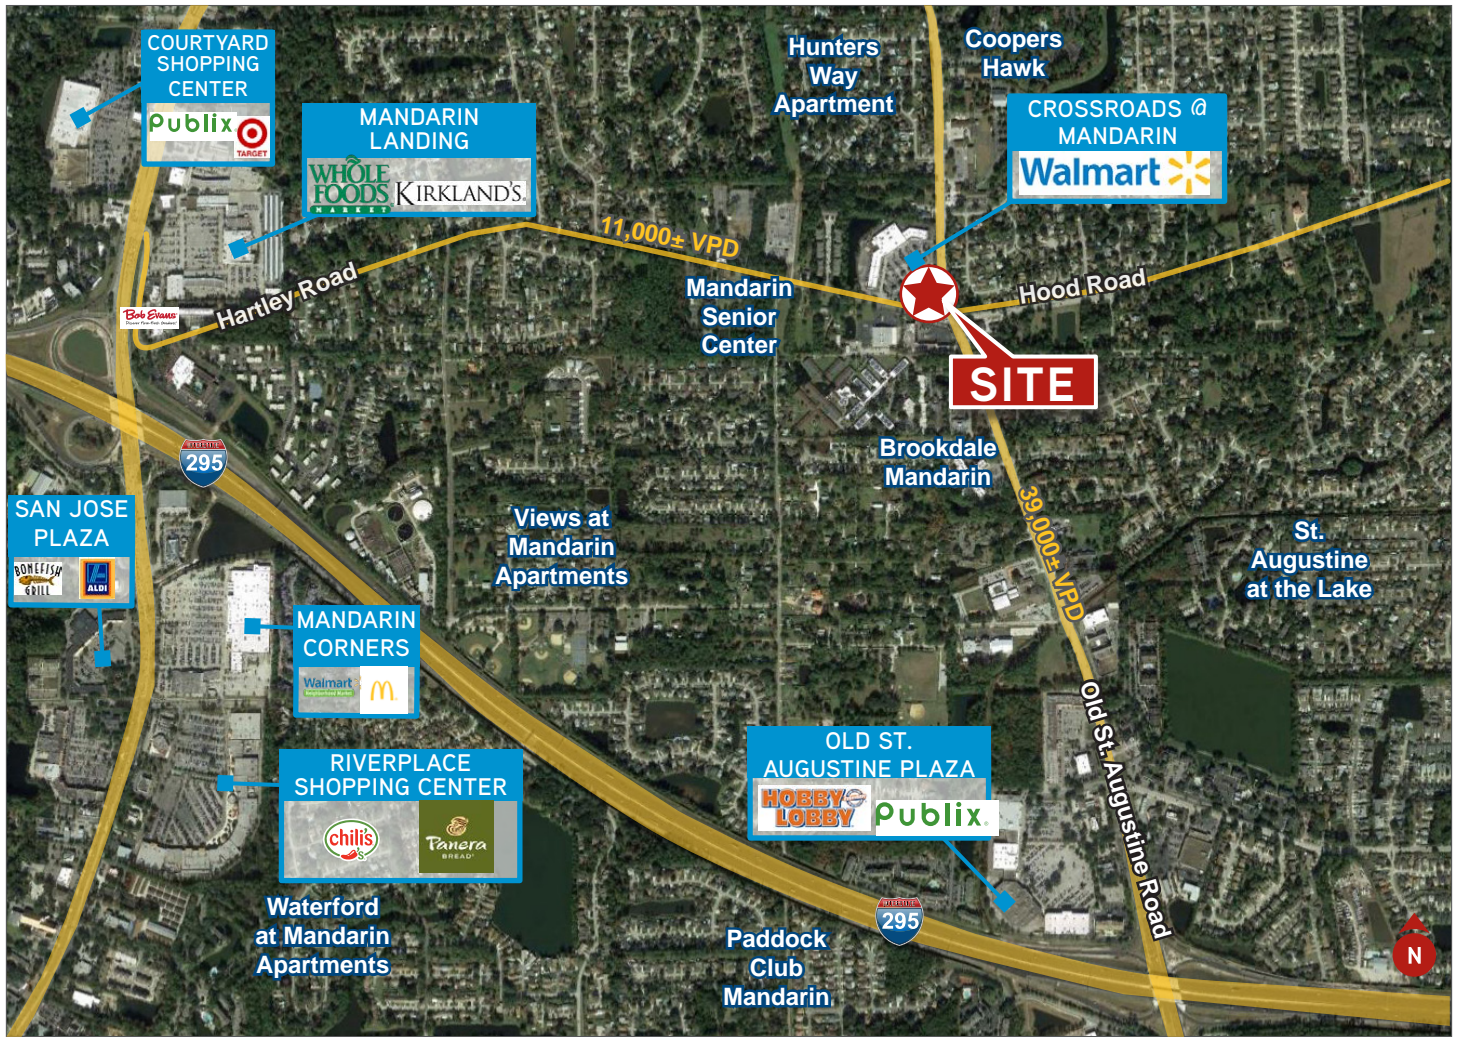 COURTYARD
SHOPPING
CENTER
Publix
TARGET
MANDARIN
LANDING
WHOLE
FOODS
MARKET
KIRKLAND'S
Hunters
Way
Apartment
Coopers
Hawk
CROSSROADS @
MANDARIN
Walmart
11,000± VPD
Hartley Road
Bob Evans
Mandarin
Senior
Center
Hood Road
SITE
295
Brookdale
Mandarin
39,000± VPD
SAN JOSE
PLAZA
BONEFISH
GRILL
ALDI
Views at
Mandarin
Apartments
St.
Augustine
at the Lake
MANDARIN
CORNERS
Walmart
Neighborhood Market
Old St. Augustine Road
RIVERPLACE
SHOPPING CENTER
chili's
Panera
BREAD
OLD ST.
AUGUSTINE PLAZA
HOBBY
LOBBY
Publix
Waterford
at Mandarin
Apartments
Paddock
Club
Mandarin
INTERSTATE
295
N